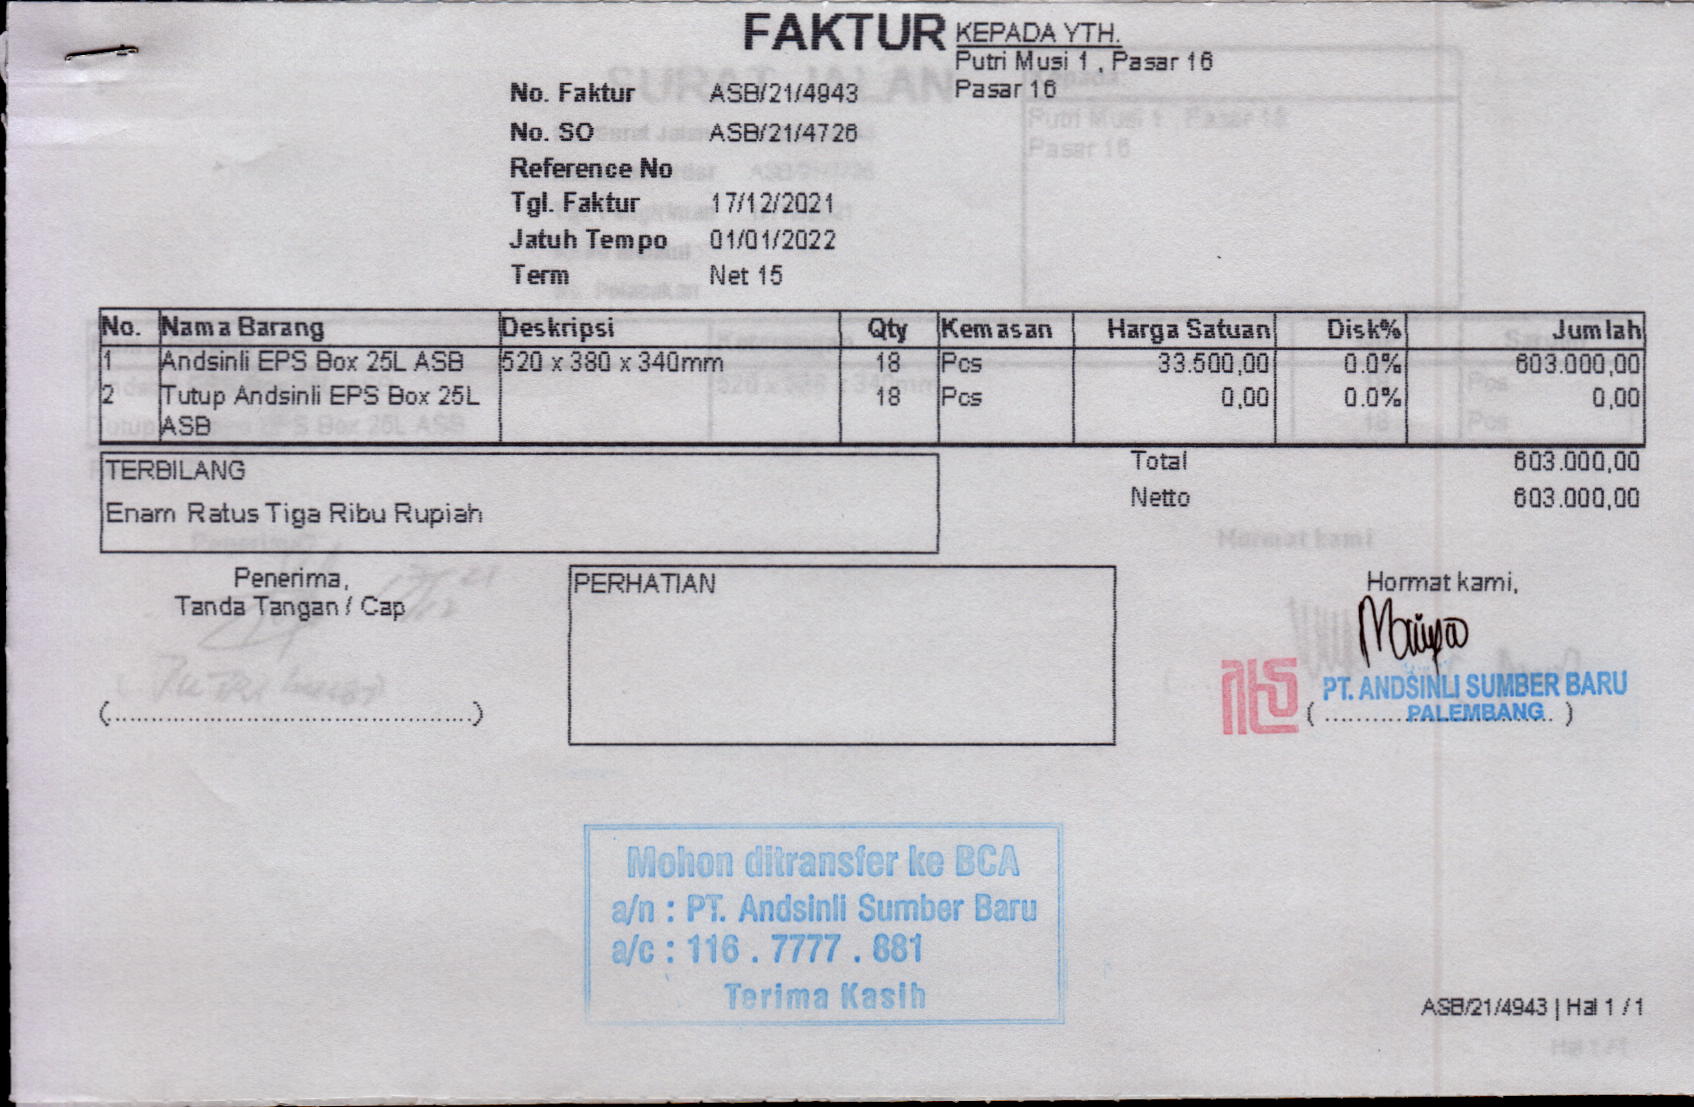 FAKTUR
KEPADA YTH.
Putri Musi 1 , Pasar 16
Pasar 16
No. Faktur ASB/21/4943
No. SO ASB/21/4726
Reference No
Tgl. Faktur 17/12/2021
Jatuh Tempo 01/01/2022
Term Net 15
No. Nama Barang Deskripsi Qty Kemasan Harga Satuan Disk% Jumlah
1 Andsinli EPS Box 25L ASB 520 x 380 x 340mm 18 Pcs 33.500,00 0.0% 603.000,00
2 Tutup Andsinli EPS Box 25L 18 Pcs 0,00 0.0% 0,00
ASB
TERBILANG
Enam Ratus Tiga Ribu Rupiah
Total 603.000,00
Netto 603.000,00
Penerima,
Tanda Tangan / Cap
(................................................)
PERHATIAN
Hormat kami,
PT. ANDSINLI SUMBER BARU
PALEMBANG
Mohon ditransfer ke BCA
a/n : PT. Andsinli Sumber Baru
a/c : 116 . 7777 . 881
Terima Kasih
ASB/21/4943 | Hal 1 / 1